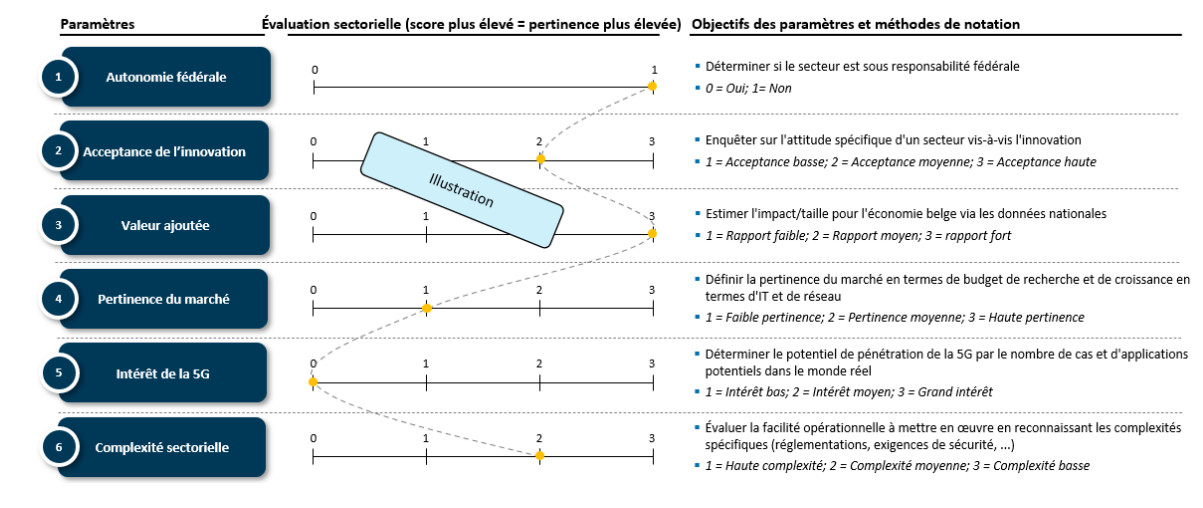 Paramètres
Évaluation sectorielle (score plus élevé = pertinence plus élevée)
Objectifs des paramètres et méthodes de notation
1
Autonomie fédérale
0 1
Déterminer si le secteur est sous responsabilité fédérale
0 = Oui; 1= Non
2
Acceptance de l'innovation
0 1 2 3
Enquêter sur l'attitude spécifique d'un secteur vis-à-vis l'innovation
1 = Acceptance basse; 2 = Acceptance moyenne; 3 = Acceptance haute
Illustration
3
Valeur ajoutée
0 1 3
Estimer l'impact/taille pour l'économie belge via les données nationales
1 = Rapport faible; 2 = Rapport moyen; 3 = rapport fort
4
Pertinence du marché
0 1 2 3
Définir la pertinence du marché en termes de budget de recherche et de croissance en
termes d'IT et de réseau
1 = Faible pertinence; 2 = Pertinence moyenne; 3 = Haute pertinence
5
Intérêt de la 5G
0 1 2 3
Déterminer le potentiel de pénétration de la 5G par le nombre de cas et d'applications
potentiels dans le monde réel
1 = Intérêt bas; 2 = Intérêt moyen; 3 = Grand intérêt
6
Complexité sectorielle
0 1 2 3
Évaluer la facilité opérationnelle à mettre en œuvre en reconnaissant les complexités
spécifiques (réglementations, exigences de sécurité, ...)
1 = Haute complexité; 2 = Complexité moyenne; 3 = Complexité basse